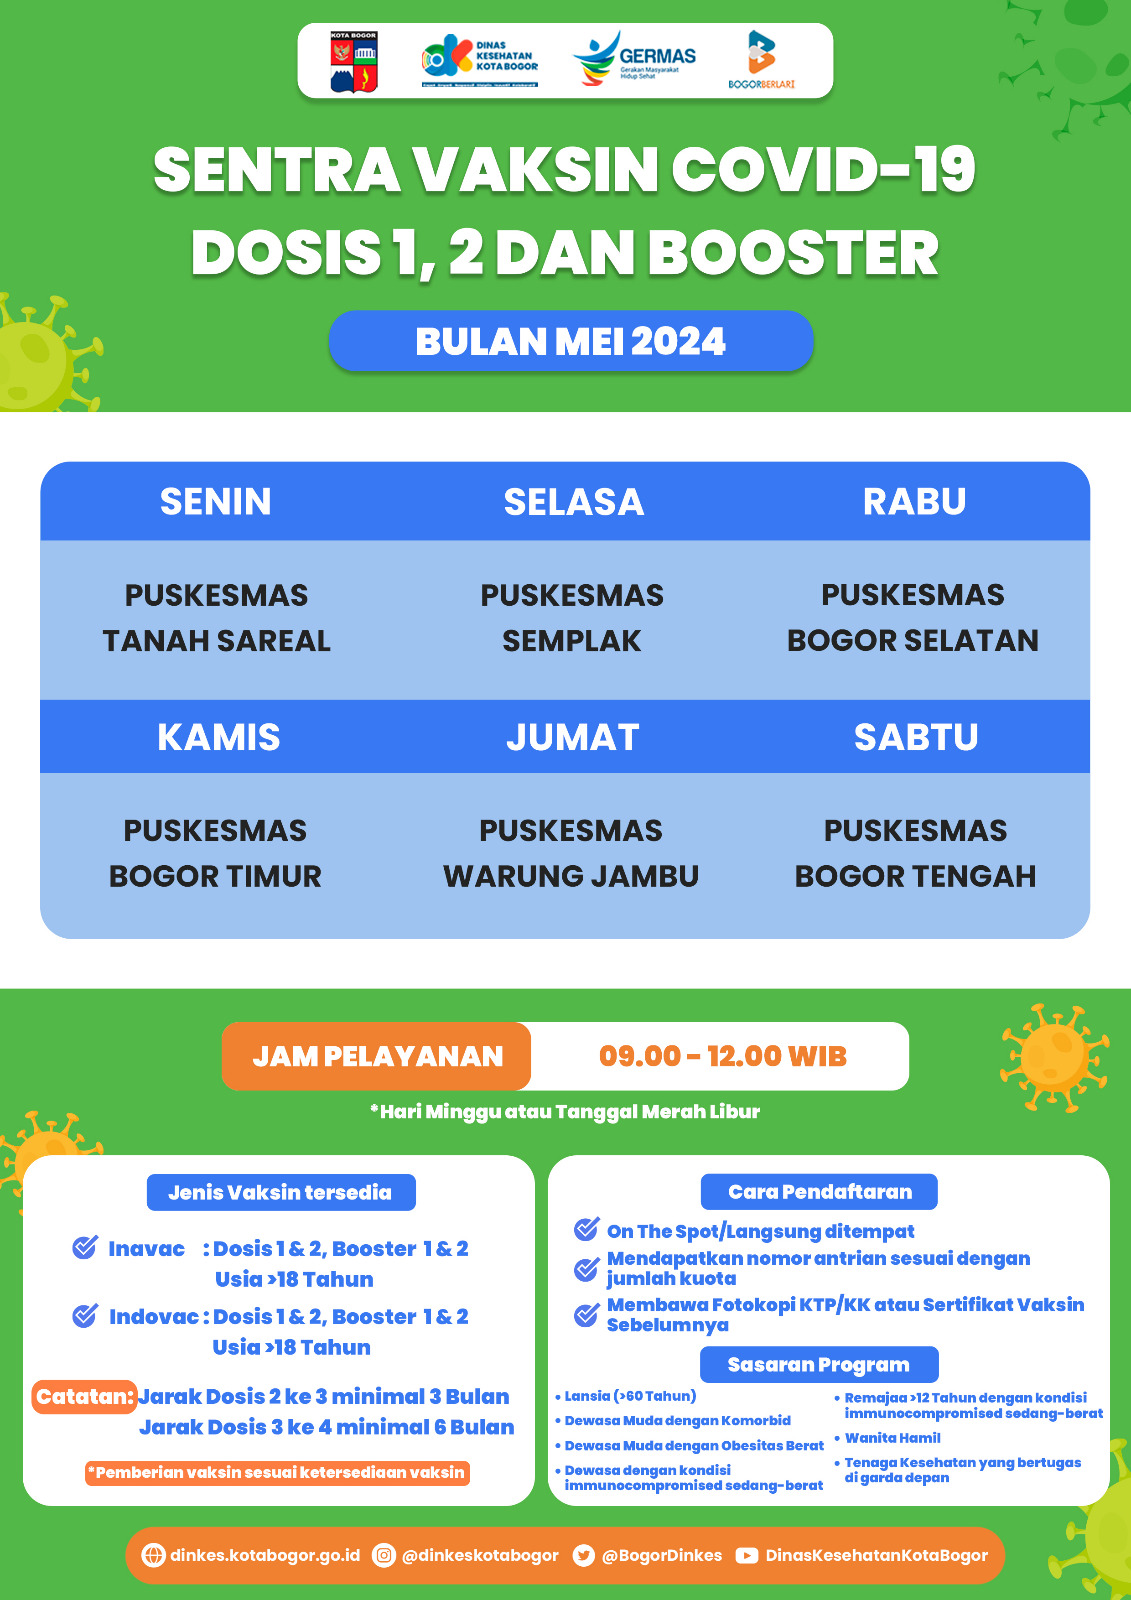 KOTA BOGOR
DINAS
KESEHATAN
KOTA BOGOR
GERMAS
Gerakan Masyarakat
Hidup Sehat
BOGORBERLARI
SENTRA VAKSIN COVID-19
DOSIS 1, 2 DAN BOOSTER
BULAN MEI 2024
SENIN SELASA RABU
PUSKESMAS PUSKESMAS PUSKESMAS
TANAH SAREAL SEMPLAK BOGOR SELATAN
KAMIS JUMAT SABTU
PUSKESMAS PUSKESMAS PUSKESMAS
BOGOR TIMUR WARUNG JAMBU BOGOR TENGAH
JAM PELAYANAN 09.00 - 12.00 WIB
*Hari Minggu atau Tanggal Merah Libur
Jenis Vaksin tersedia
Inavac : Dosis 1 & 2, Booster 1 & 2
Usia >18 Tahun
Indovac : Dosis 1 & 2, Booster 1 & 2
Usia >18 Tahun
Catatan: Jarak Dosis 2 ke 3 minimal 3 Bulan
Jarak Dosis 3 ke 4 minimal 6 Bulan
*Pemberian vaksin sesuai ketersediaan vaksin
Cara Pendaftaran
On The Spot/Langsung ditempat
Mendapatkan nomor antrian sesuai dengan
jumlah kuota
Membawa Fotokopi KTP/KK atau Sertifikat Vaksin
Sebelumnya
Sasaran Program
• Lansia (>60 Tahun)
• Dewasa Muda dengan Komorbid
• Dewasa Muda dengan Obesitas Berat
• Dewasa dengan kondisi
immunocompromised sedang-berat
• Remajaa >12 Tahun dengan kondisi
immunocompromised sedang-berat
• Wanita Hamil
• Tenaga Kesehatan yang bertugas
di garda depan
dinkes.kotabogor.go.id @dinkeskotabogor @BogorDinkes DinasKesehatanKotaBogor